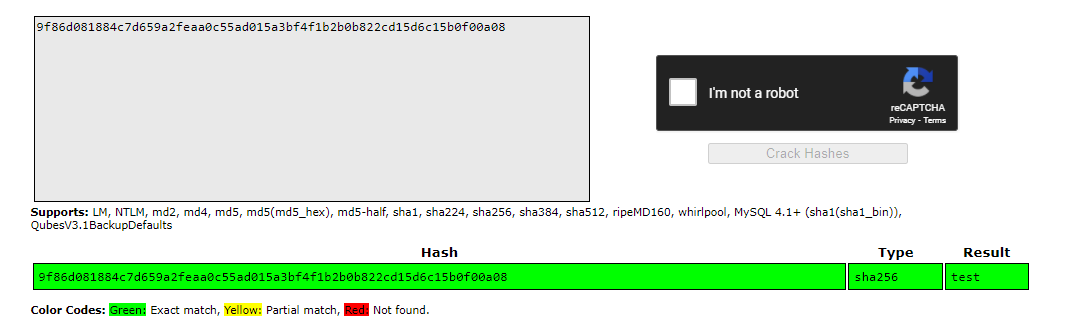 9f86d081884c7d659a2feaa0c55ad015a3bf4f1b2b0b822cd15d6c15b0f00a08
I'm not a robot
reCAPTCHA
Privacy - Terms
Crack Hashes
Supports: LM, NTLM, md2, md4, md5, md5(md5_hex), md5-half, sha1, sha224, sha256, sha384, sha512, ripeMD160, whirlpool, MySQL 4.1+ (sha1(sha1_bin)),
QubesV3.1BackupDefaults
Hash Type Result
9f86d081884c7d659a2feaa0c55ad015a3bf4f1b2b0b822cd15d6c15b0f00a08 sha256 test
Color Codes: Green: Exact match, Yellow: Partial match, Red: Not found.